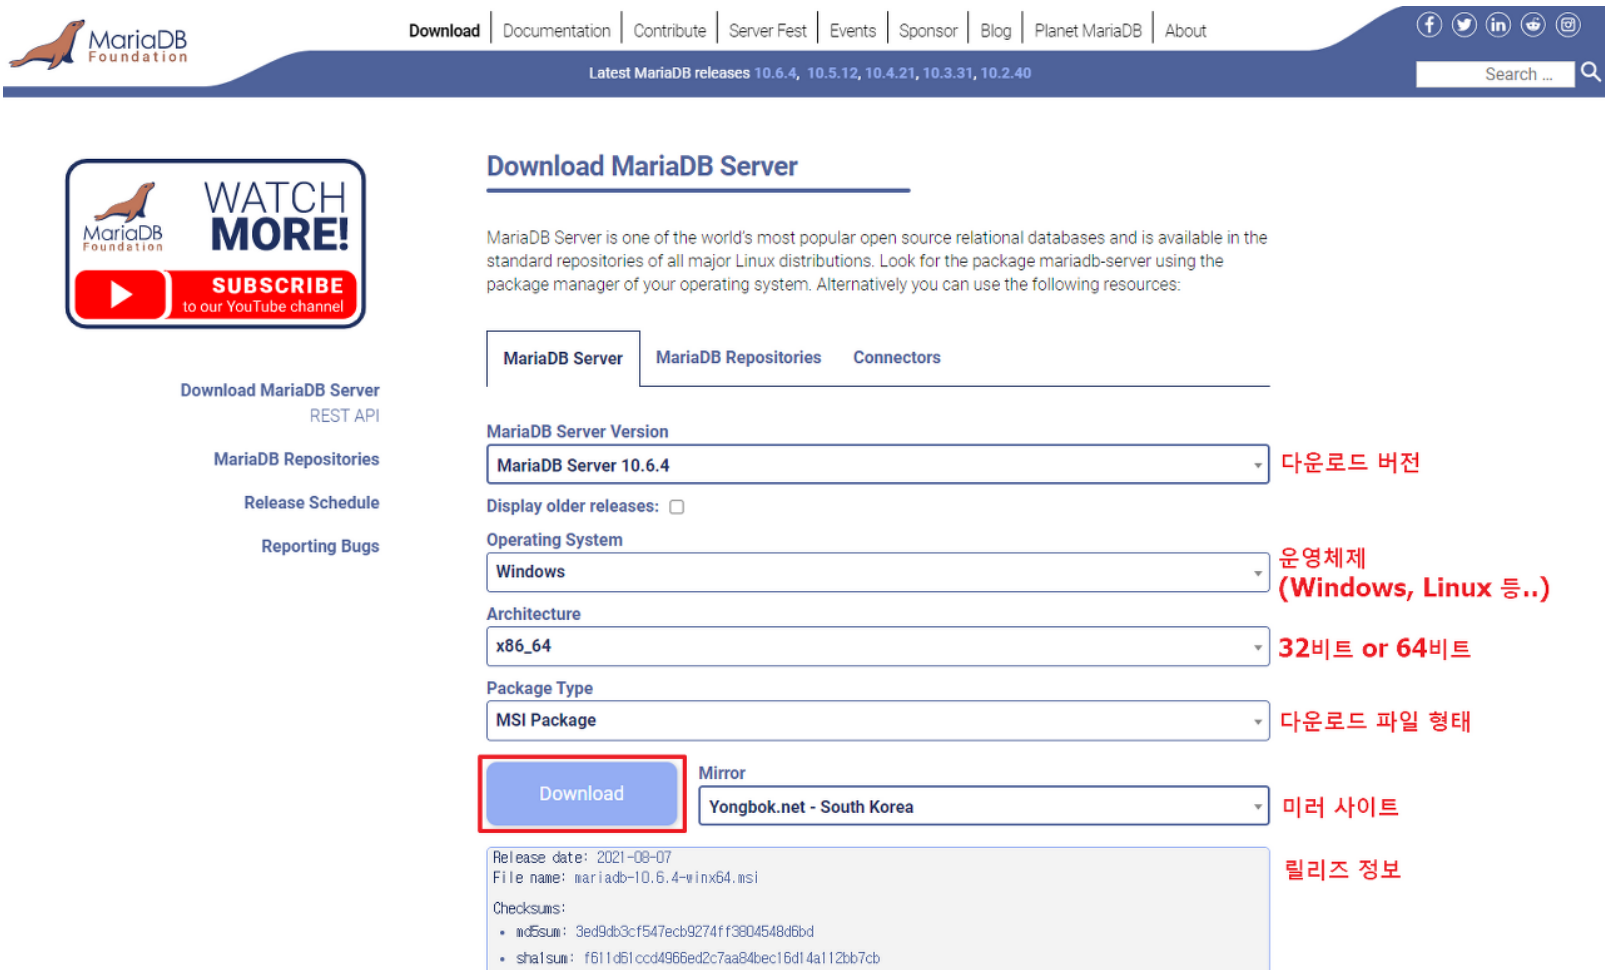 MariaDB
Foundation
Download | Documentation | Contribute | Server Fest | Events | Sponsor | Blog | Planet MariaDB | About
Latest MariaDB releases 10.6.4, 10.5.12, 10.4.21, 10.3.31, 10.2.40
Search ...
MariaDB
Foundation
WATCH
MORE!
SUBSCRIBE
to our YouTube channel
Download MariaDB Server
REST API
MariaDB Repositories
Release Schedule
Reporting Bugs
Download MariaDB Server
MariaDB Server is one of the world's most popular open source relational databases and is available in the
standard repositories of all major Linux distributions. Look for the package mariadb-server using the
package manager of your operating system. Alternatively you can use the following resources:
MariaDB Server MariaDB Repositories Connectors
MariaDB Server Version
MariaDB Server 10.6.4 다운로드 버전
Display older releases:
Operating System
Windows 운영체제
(Windows, Linux 등..)
Architecture
x86_64 32비트 or 64비트
Package Type
MSI Package 다운로드 파일 형태
Download
Mirror
Yongbok.net - South Korea 미러 사이트
Release date: 2021-08-07 릴리즈 정보
File name: mariadb-10.6.4-winx64.msi
Checksums:
• md5sum: 3ed9db3cf547ecb9274ff3804548d6bd
• sha1sum: f611d61ccd4966ed2c7aa84bec16d14a112bb7cb